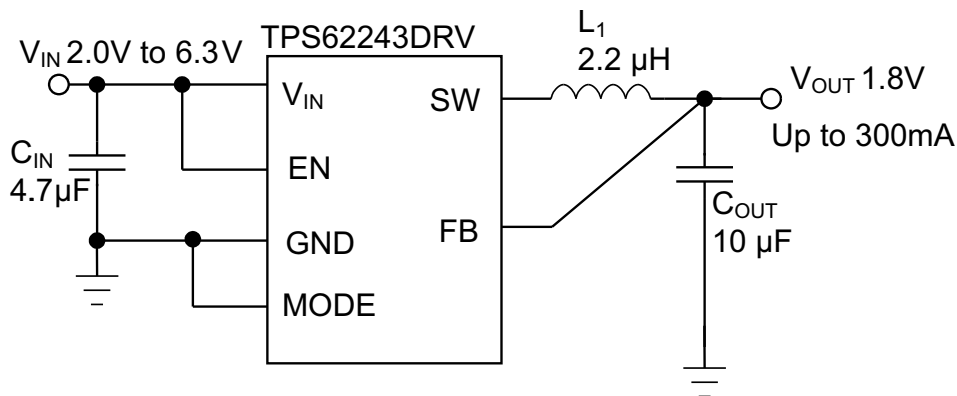 TPS62243DRV
L₁
2.2 µH
V_IN 2.0V to 6.3V
V_OUT 1.8V
Up to 300mA
V_IN
SW
C_IN
4.7µF
EN
C_OUT
10 µF
GND
FB
MODE